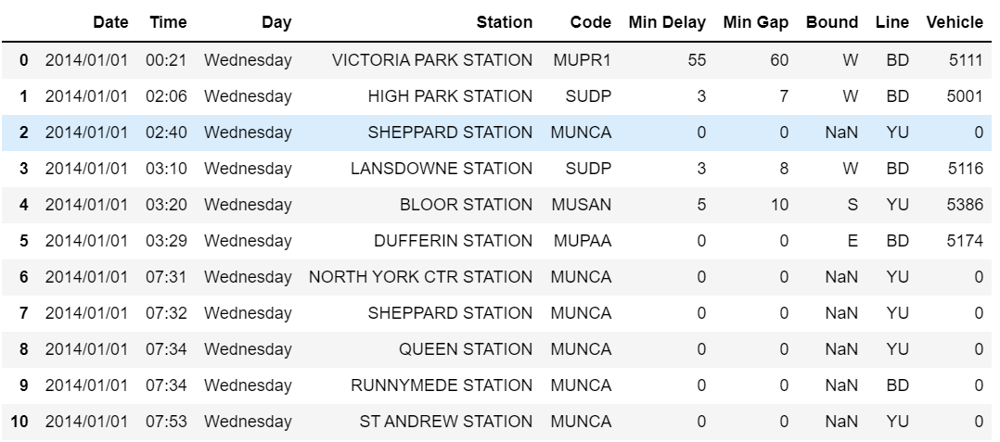 Date Time Day Station Code Min Delay Min Gap Bound Line Vehicle
0 2014/01/01 00:21 Wednesday VICTORIA PARK STATION MUPR1 55 60 W BD 5111
1 2014/01/01 02:06 Wednesday HIGH PARK STATION SUDP 3 7 W BD 5001
2 2014/01/01 02:40 Wednesday SHEPPARD STATION MUNCA 0 0 NaN YU 0
3 2014/01/01 03:10 Wednesday LANSDOWNE STATION SUDP 3 8 W BD 5116
4 2014/01/01 03:20 Wednesday BLOOR STATION MUSAN 5 10 S YU 5386
5 2014/01/01 03:29 Wednesday DUFFERIN STATION MUPAA 0 0 E BD 5174
6 2014/01/01 07:31 Wednesday NORTH YORK CTR STATION MUNCA 0 0 NaN YU 0
7 2014/01/01 07:32 Wednesday SHEPPARD STATION MUNCA 0 0 NaN YU 0
8 2014/01/01 07:34 Wednesday QUEEN STATION MUNCA 0 0 NaN YU 0
9 2014/01/01 07:34 Wednesday RUNNYMEDE STATION MUNCA 0 0 NaN BD 0
10 2014/01/01 07:53 Wednesday ST ANDREW STATION MUNCA 0 0 NaN YU 0